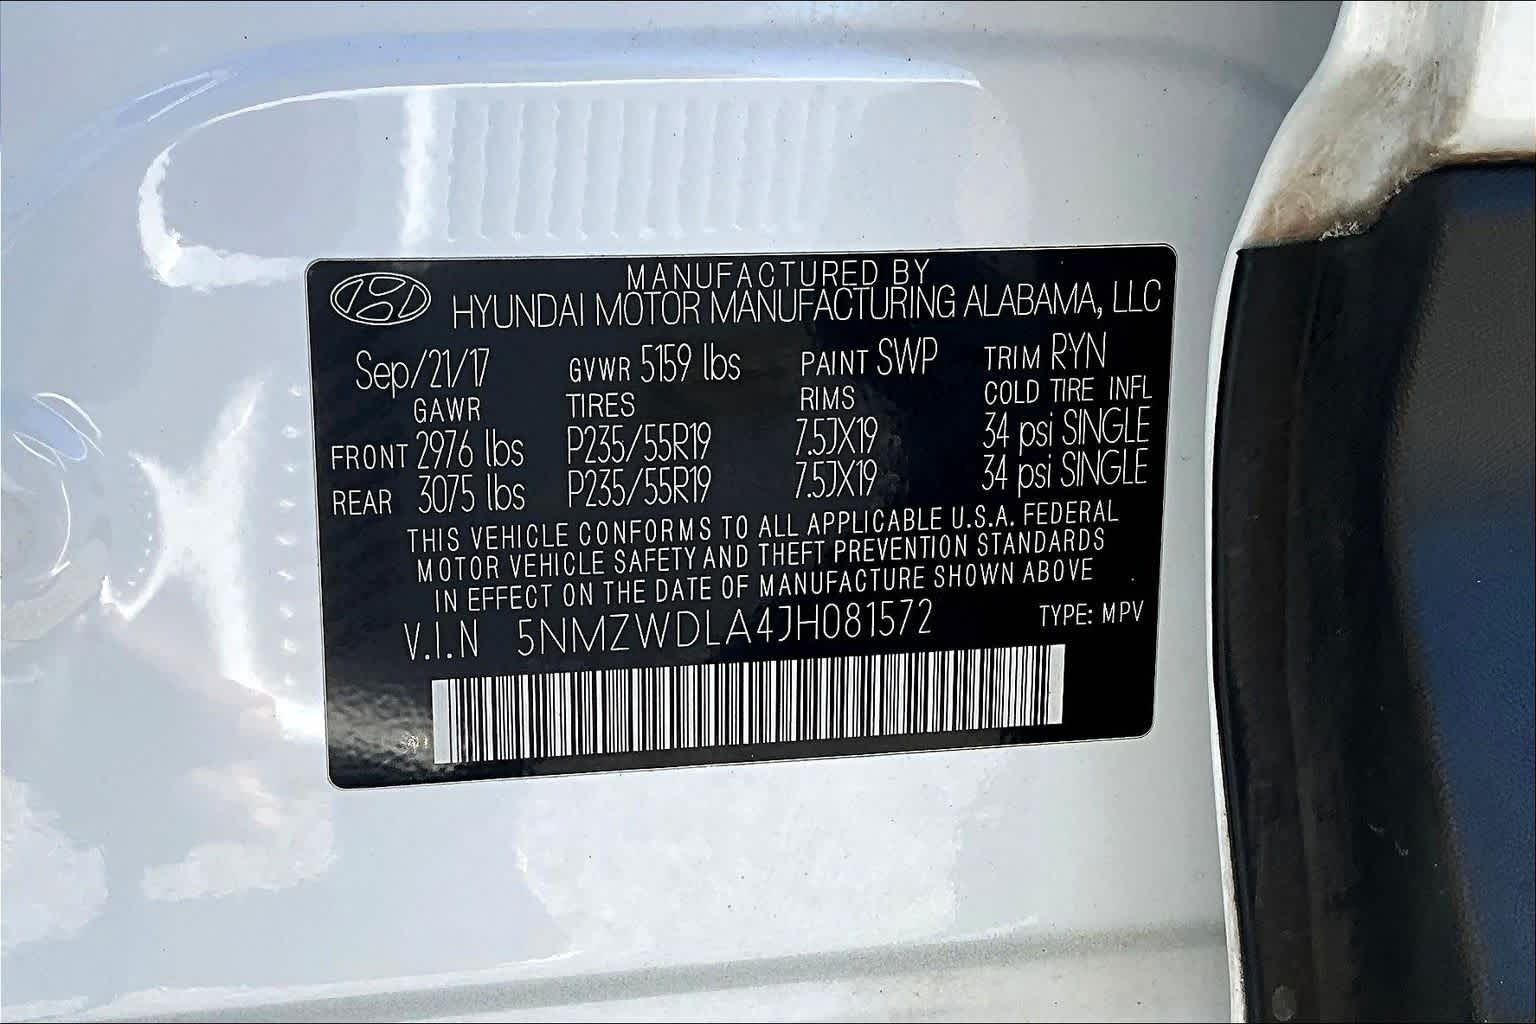 MANUFACTURED BY
HYUNDAI MOTOR MANUFACTURING ALABAMA, LLC
Sep/21/17 GVWR 5159 lbs PAINT SWP TRIM RYN
GAWR TIRES RIMS COLD TIRE INFL
FRONT 2976 lbs P235/55R19 7.5JX19 34 psi SINGLE
REAR 3075 lbs P235/55R19 7.5JX19 34 psi SINGLE
THIS VEHICLE CONFORMS TO ALL APPLICABLE U.S.A. FEDERAL
MOTOR VEHICLE SAFETY AND THEFT PREVENTION STANDARDS
IN EFFECT ON THE DATE OF MANUFACTURE SHOWN ABOVE
V.I.N 5NMZWDLA4JH081572 TYPE: MPV